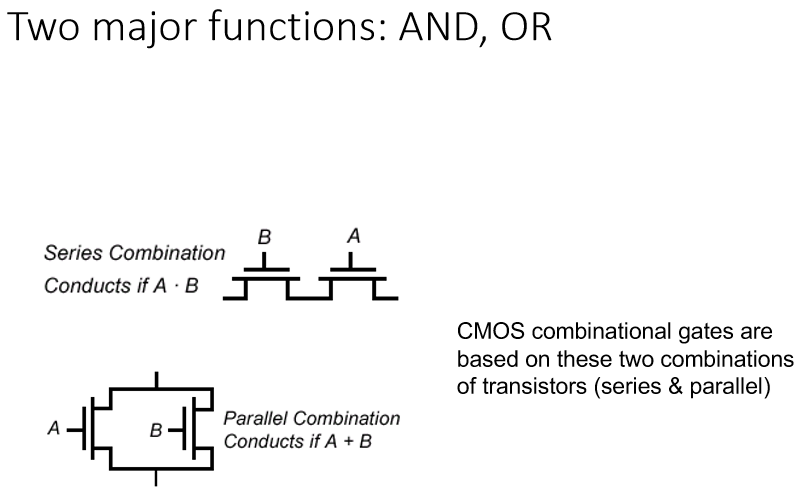 Two major functions: AND, OR
B
A
Series Combination
Conducts if A · B
CMOS combinational gates are
based on these two combinations
of transistors (series & parallel)
A
B
Parallel Combination
Conducts if A + B